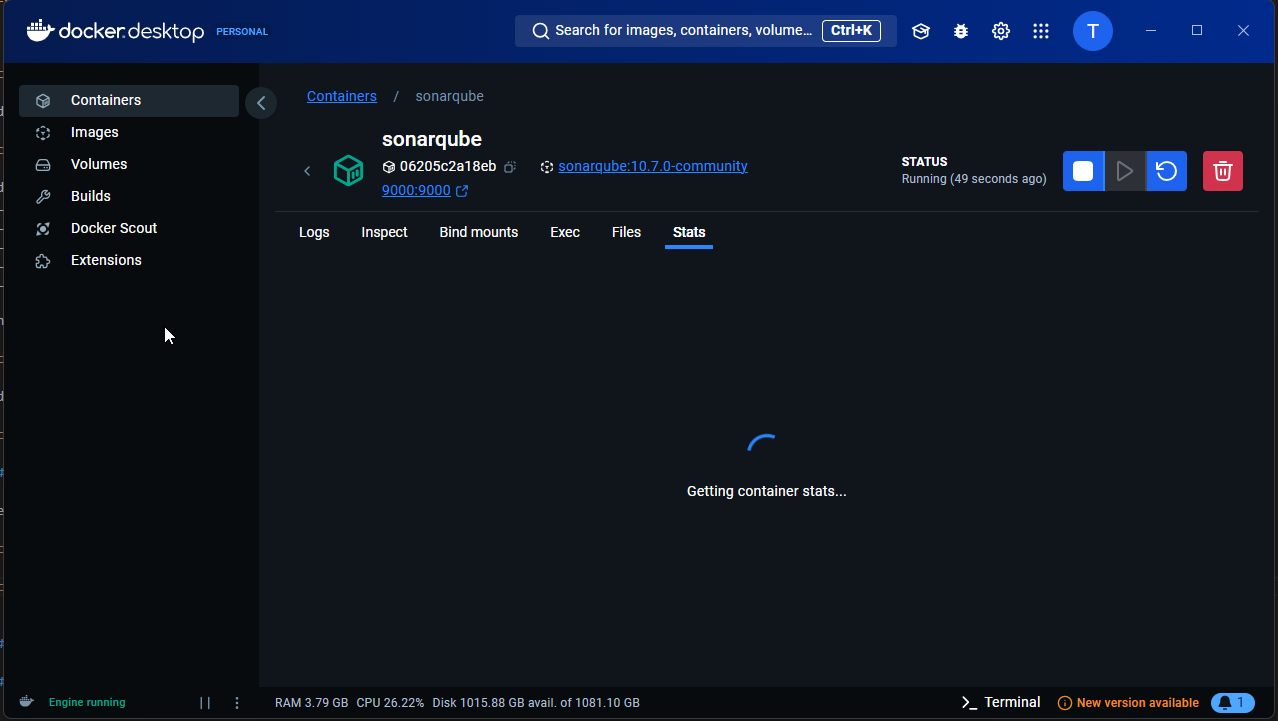 docker.desktop PERSONAL
Search for images, containers, volume... Ctrl+K
T
Containers
Images
Volumes
Builds
Docker Scout
Extensions
Containers / sonarqube
sonarqube
06205c2a18eb
sonarqube:10.7.0-community
9000:9000
STATUS
Running (49 seconds ago)
Logs Inspect Bind mounts Exec Files Stats
Getting container stats...
Engine running
RAM 3.79 GB CPU 26.22% Disk 1015.88 GB avail. of 1081.10 GB
Terminal
New version available
1